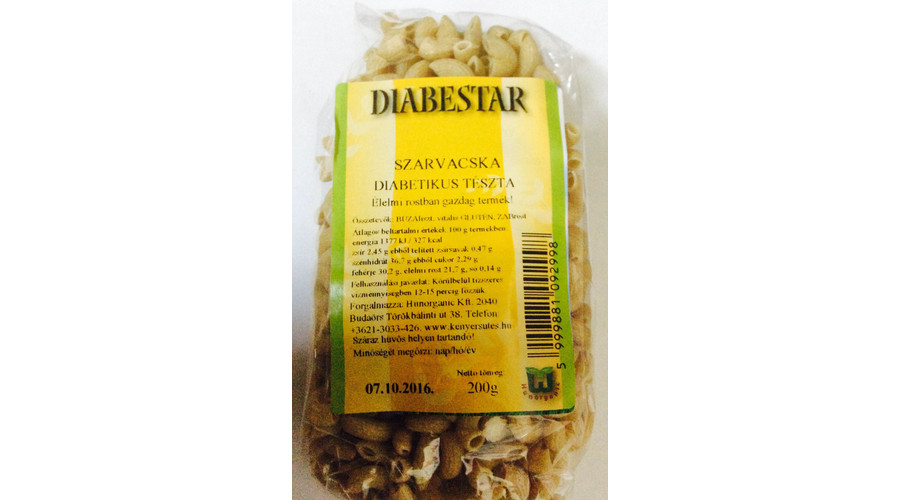 DIABESTAR
SZARVACSKA
DIABETIKUS TÉSZTA
Élelmi rostban gazdag termék!
Összetevők: BÚZArost, vitális GLUTÉN, ZABrost
Átlagos beltartalmi értékek 100 g termékben:
energia 1377 kJ / 327 kcal
zsír 2,45 g ebből telített zsírsavak 0,47 g
szénhidrát 36,7 g ebből cukor 2,29 g
fehérje 30,2 g, élelmi rost 21,7 g, só 0,14 g
Felhasználási javaslat: Körülbelül tízszeres
vízmennyiségben 12-15 percig főzzük.
Forgalmazza: Hunorganic Kft. 2040
Budaörs Törökbálinti út 38. Telefon:
+3621-3033-426. www.kenyersutes.hu
Száraz hűvös helyen tartandó!
Minőségét megőrzi: nap/hó/év
Nettó tömeg
07.10.2016. 200g
5 999881 092998
Hunorganic